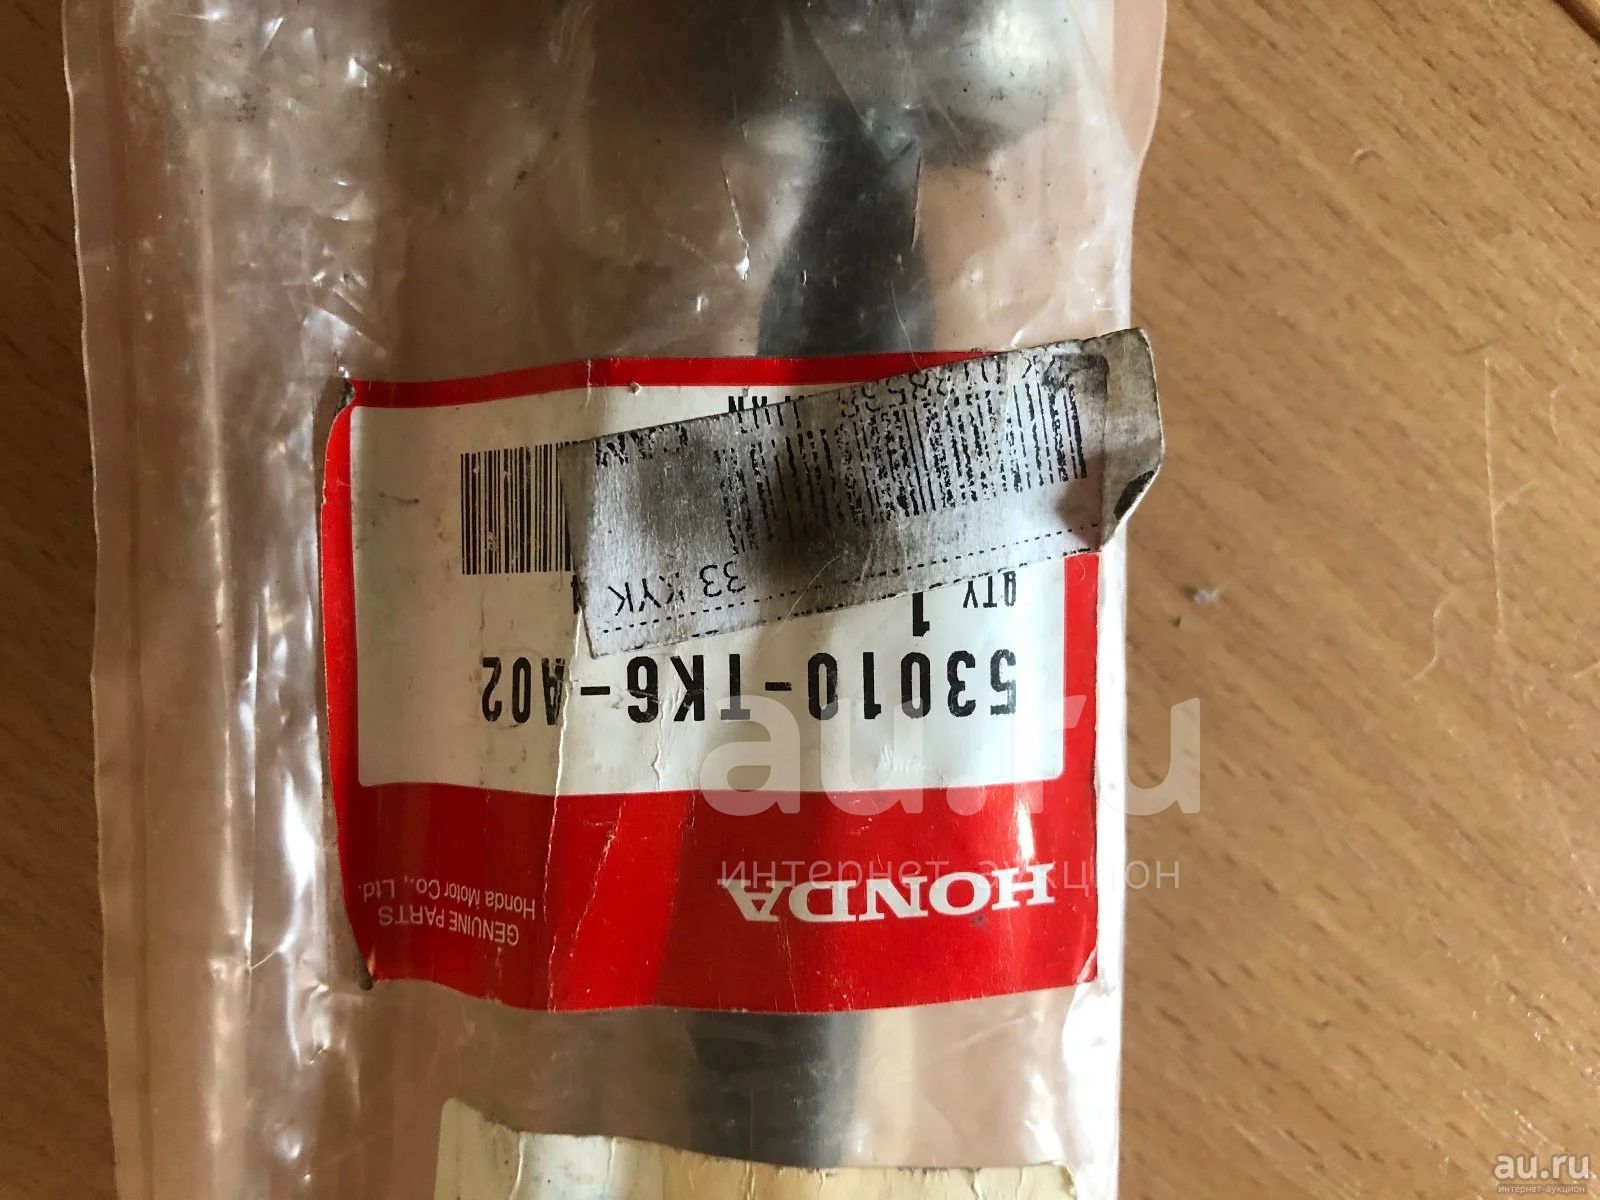 HONDA
GENUINE PARTS
Honda Motor Co., Ltd.
53010-TK6-A02
QTY
1
33 KYK
au.ru
интернет-аукцион
au.ru
интернет-аукцион